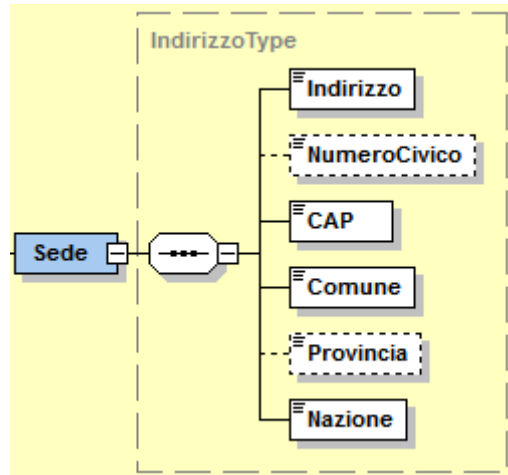 IndirizzoType
Indirizzo
NumeroCivico
CAP
Sede
Comune
Provincia
Nazione